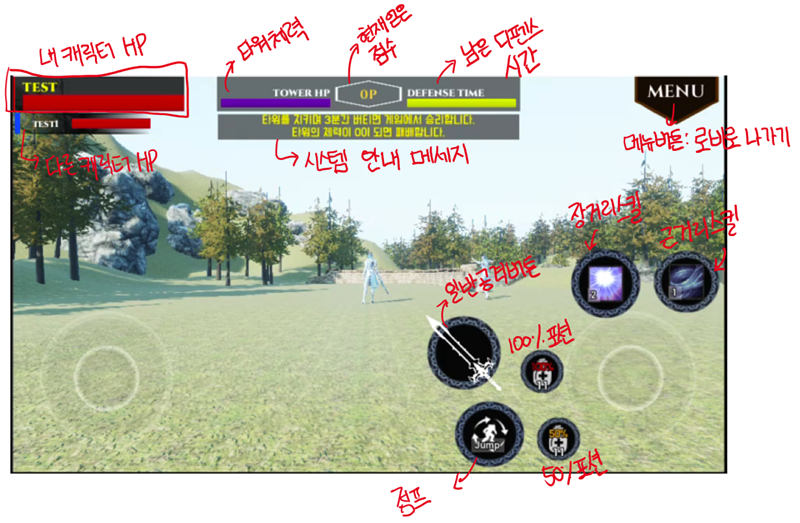 내 캐릭터 HP
타워체력
현재얻은
점수
남은 디펜스
시간
TEST
TOWER HP
0P
DEFENSE TIME
MENU
TEST1
타워를 지키며 3분간 버티면 게임에서 승리합니다.
타워의 체력이 0이 되면 패배합니다.
다른 캐릭터 HP
시스템 안내 메세지
메뉴버튼: 로비로 나가기
장거리스킬
근거리스킬
2
1
일반공격버튼
100% 포션
100%
Jump
50%
점프
50% 포션